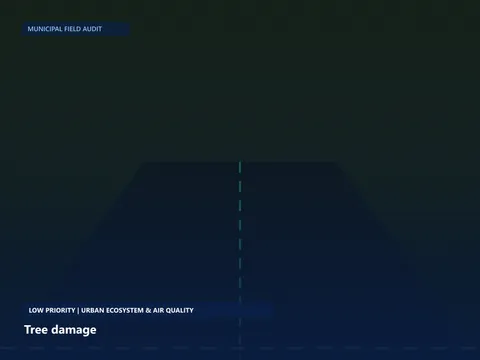 MUNICIPAL FIELD AUDIT
LOW PRIORITY | URBAN ECOSYSTEM & AIR QUALITY
Tree damage